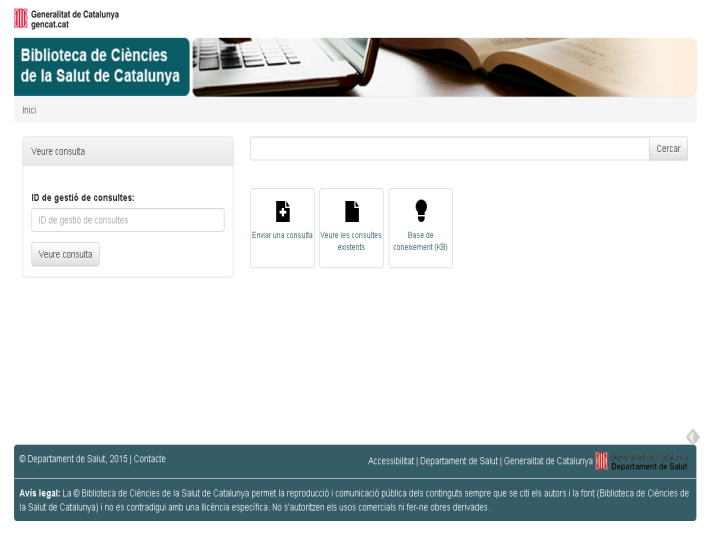 Generalitat de Catalunya
gencat.cat
Biblioteca de Ciències
de la Salut de Catalunya
Inici
Veure consulta
Cercar
ID de gestió de consultes:
ID de gestió de consultes
Veure consulta
Enviar una consulta
Veure les consultes
existents
Base de
coneixement (KB)
© Departament de Salut, 2015 | Contacte
Accessibilitat | Departament de Salut | Generalitat de Catalunya
Generalitat de Catalunya
Departament de Salut
Avís legal: La © Biblioteca de Ciències de la Salut de Catalunya permet la reproducció i comunicació pública dels continguts sempre que se citi els autors i la font (Biblioteca de Ciències de
la Salut de Catalunya) i no es contradigui amb una llicència específica. No s'autoritzen els usos comercials ni fer-ne obres derivades.